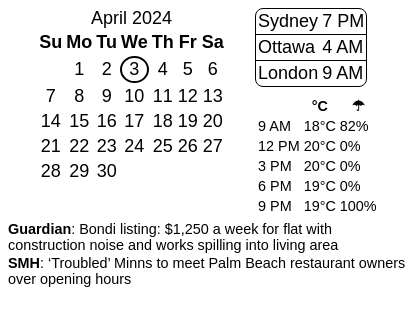 April 2024
Su Mo Tu We Th Fr Sa
1 2 3 4 5 6
7 8 9 10 11 12 13
14 15 16 17 18 19 20
21 22 23 24 25 26 27
28 29 30
Sydney 7 PM
Ottawa 4 AM
London 9 AM
°C ☂
9 AM 18°C 82%
12 PM 20°C 0%
3 PM 20°C 0%
6 PM 19°C 0%
9 PM 19°C 100%
Guardian: Bondi listing: $1,250 a week for flat with
construction noise and works spilling into living area
SMH: ‘Troubled’ Minns to meet Palm Beach restaurant owners
over opening hours